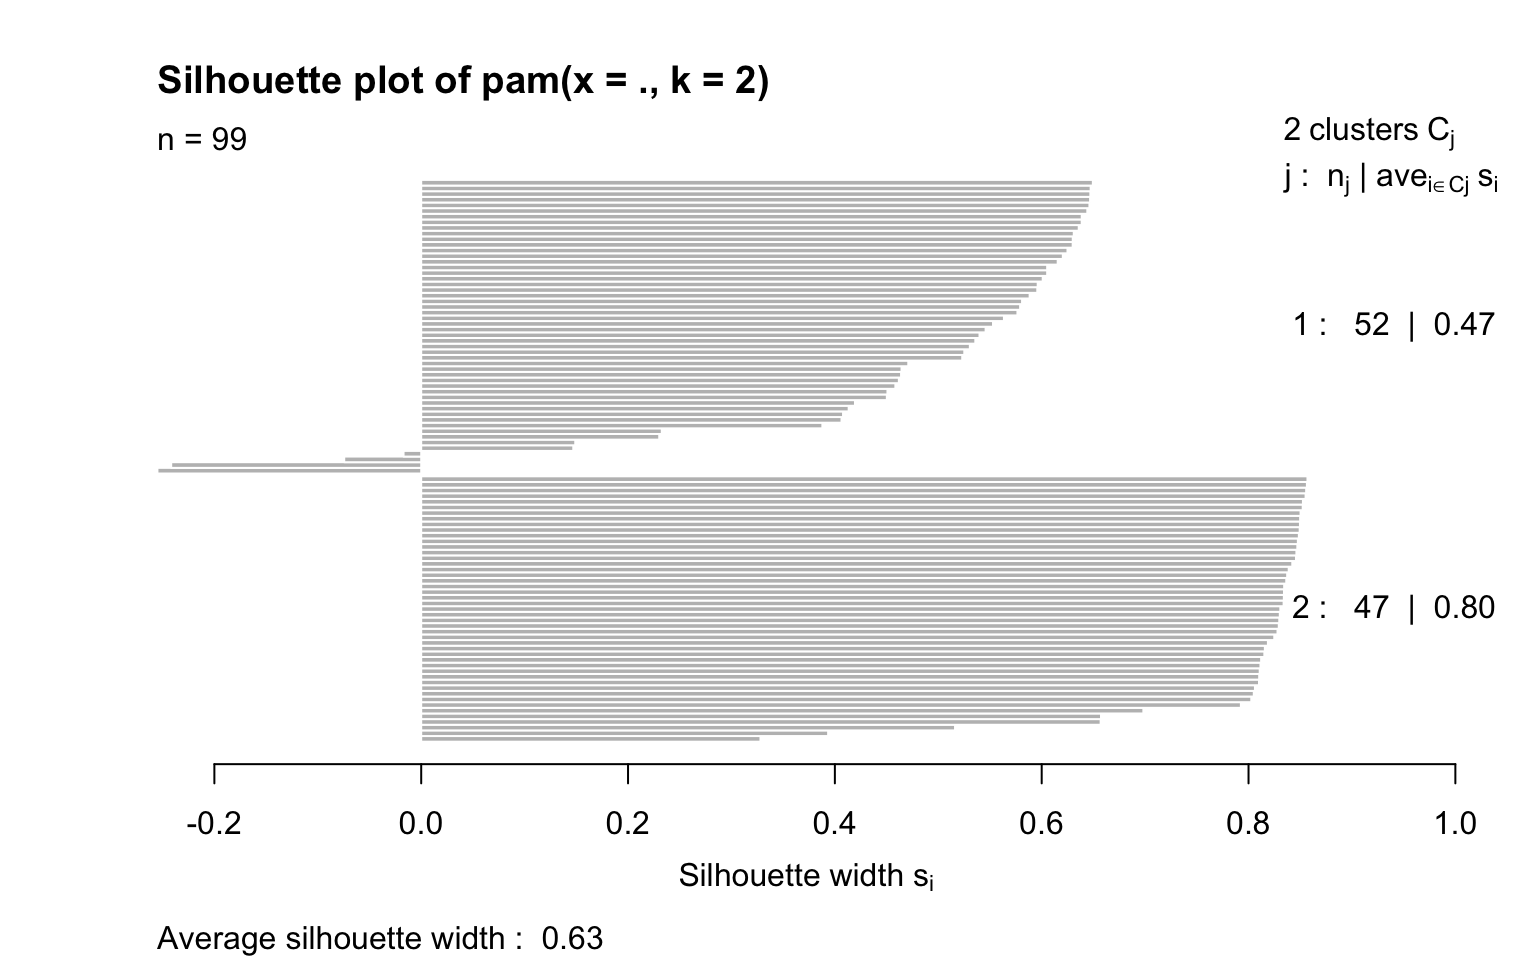 Silhouette plot of pam(x = ., k = 2)
n = 99
2 clusters Cj
j : nj | avei∈Cj si
1 : 52 | 0.47
2 : 47 | 0.80
-0.2 0.0 0.2 0.4 0.6 0.8 1.0
Silhouette width si
Average silhouette width : 0.63